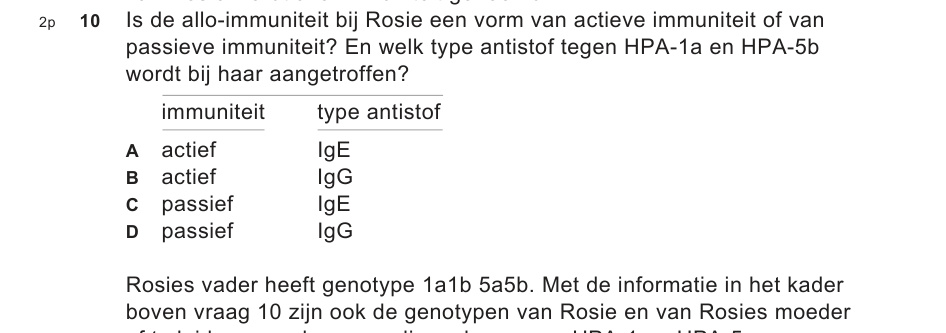 2p 10 Is de allo-immuniteit bij Rosie een vorm van actieve immuniteit of van
passieve immuniteit? En welk type antistof tegen HPA-1a en HPA-5b
wordt bij haar aangetroffen?
immuniteit type antistof
A actief IgE
B actief IgG
C passief IgE
D passief IgG
Rosies vader heeft genotype 1a1b 5a5b. Met de informatie in het kader
boven vraag 10 zijn ook de genotypen van Rosie en van Rosies moeder